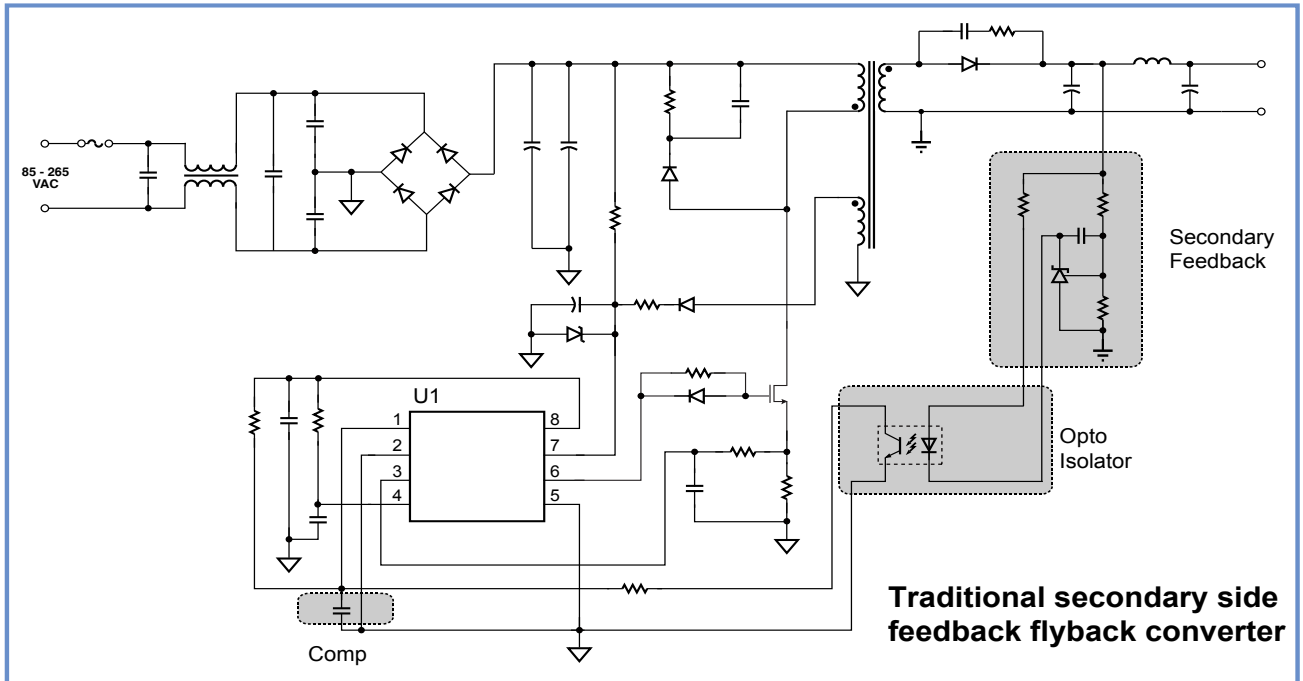 85 - 265
VAC
Secondary
Feedback
U1
1
2
3
4
8
7
6
5
Opto
Isolator
Comp
Traditional secondary side
feedback flyback converter